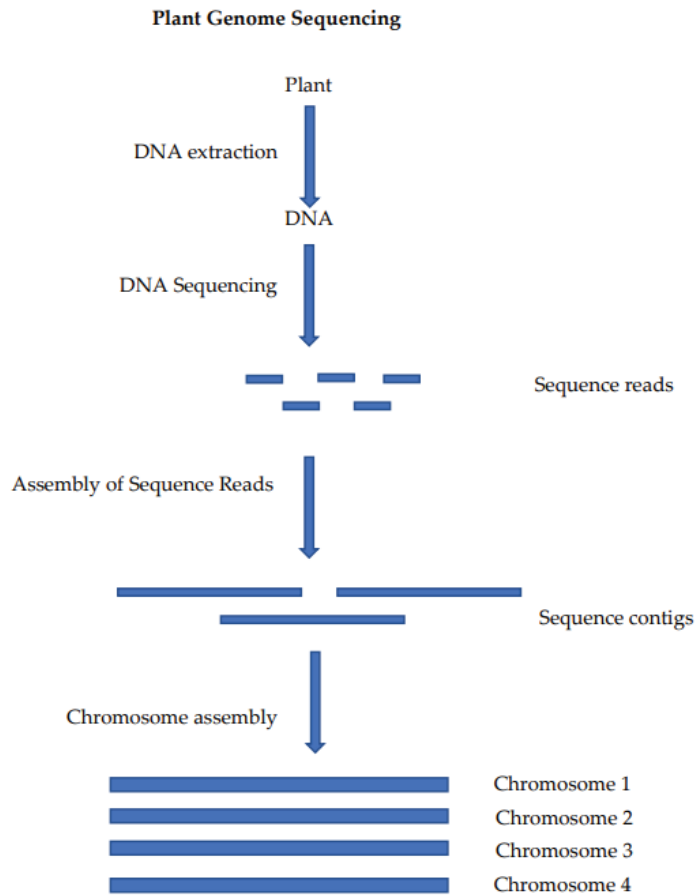 Plant Genome Sequencing
Plant
DNA extraction
DNA
DNA Sequencing
Sequence reads
Assembly of Sequence Reads
Sequence contigs
Chromosome assembly
Chromosome 1
Chromosome 2
Chromosome 3
Chromosome 4